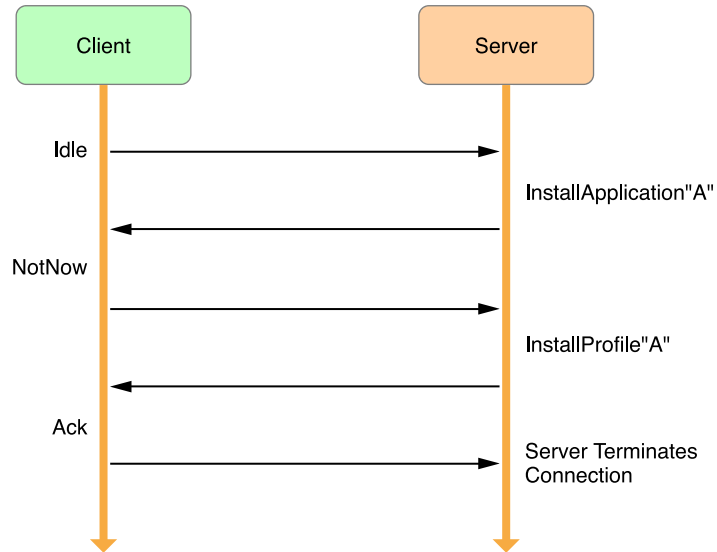 Client
Server
Idle
InstallApplication"A"
NotNow
InstallProfile"A"
Ack
Server Terminates
Connection